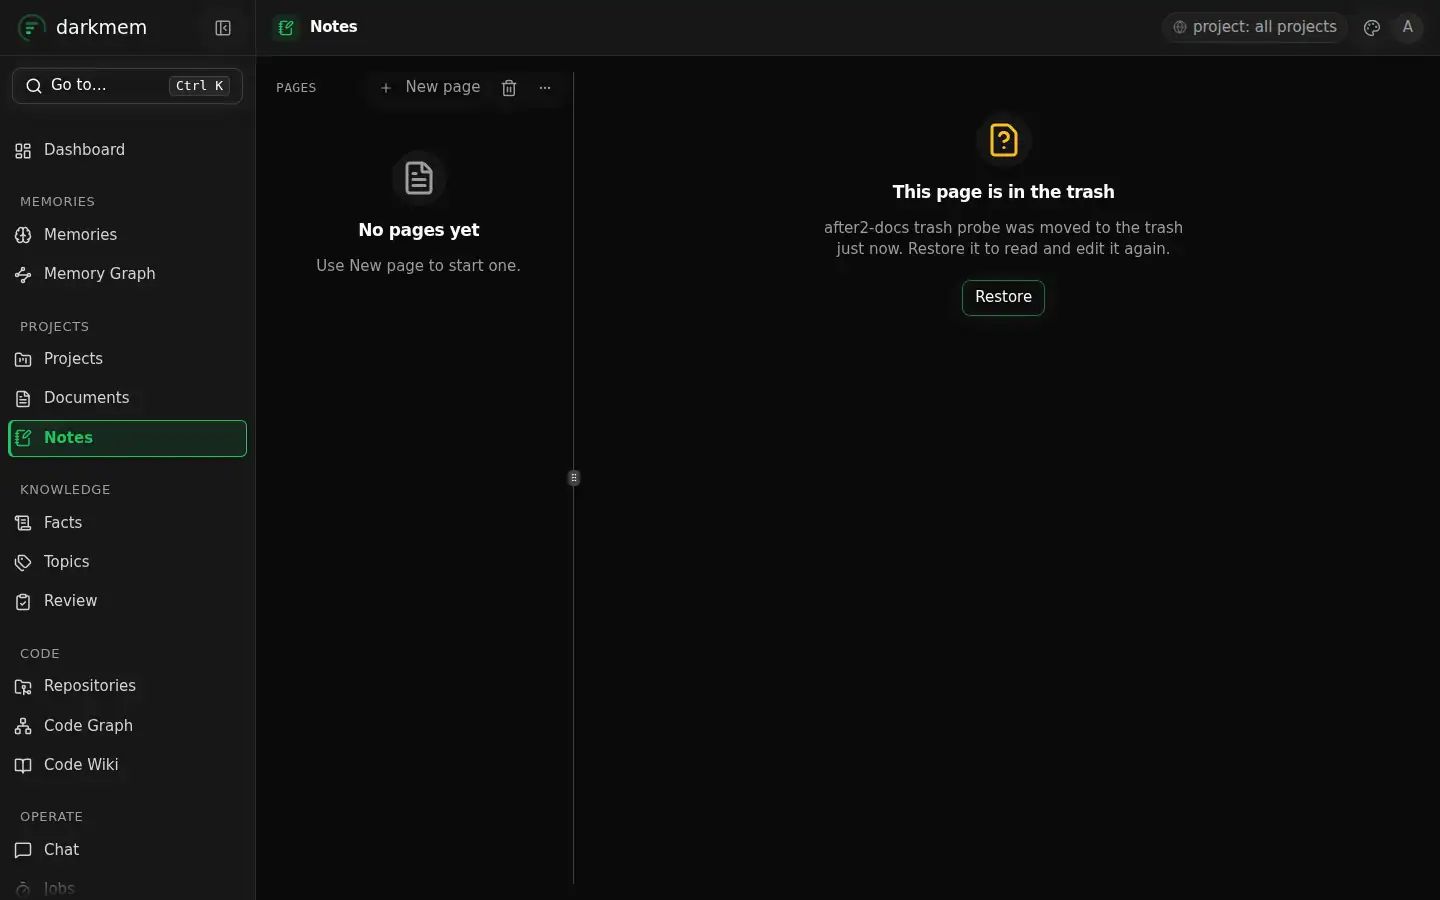 darkmem
Notes
project: all projects
A
Go to...
Ctrl K
Dashboard
MEMORIES
Memories
Memory Graph
PROJECTS
Projects
Documents
Notes
KNOWLEDGE
Facts
Topics
Review
CODE
Repositories
Code Graph
Code Wiki
OPERATE
Chat
Jobs
PAGES
New page
No pages yet
Use New page to start one.
This page is in the trash
after2-docs trash probe was moved to the trash
just now. Restore it to read and edit it again.
Restore